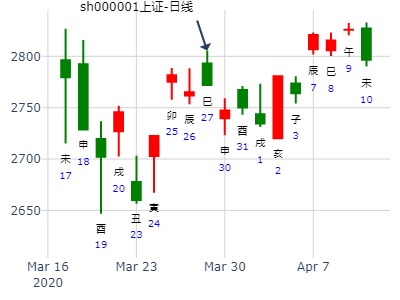 sh000001上证-日线
2800
2750
2700
2650
未
17
申
18
酉
19
戌
20
丑
23
寅
24
卯
25
辰
26
巳
27
申
30
酉
31
戌
1
亥
2
子
3
辰
7
巳
8
午
9
未
10
Mar 16
2020
Mar 23
Mar 30
Apr 7